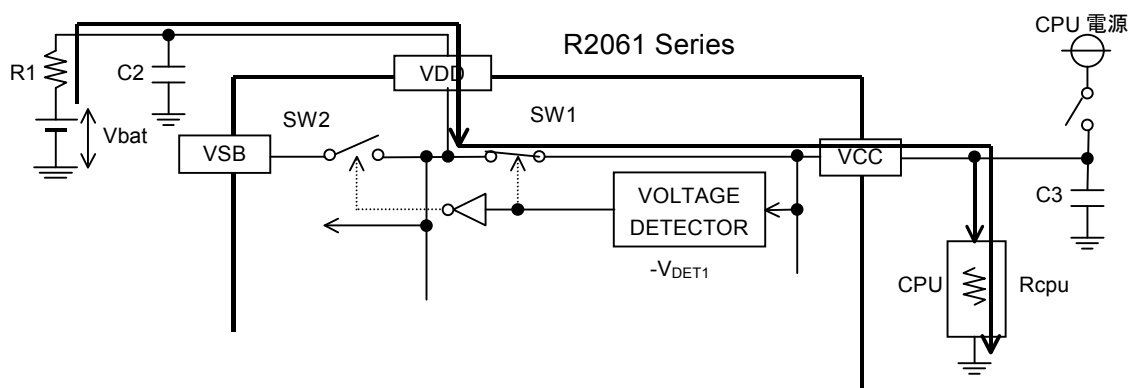 CPU 電源
R2061 Series
R1
C2
VDD
Vbat
SW2
SW1
VSB
VCC
C3
VOLTAGE
DETECTOR
-VDET1
CPU
Rcpu